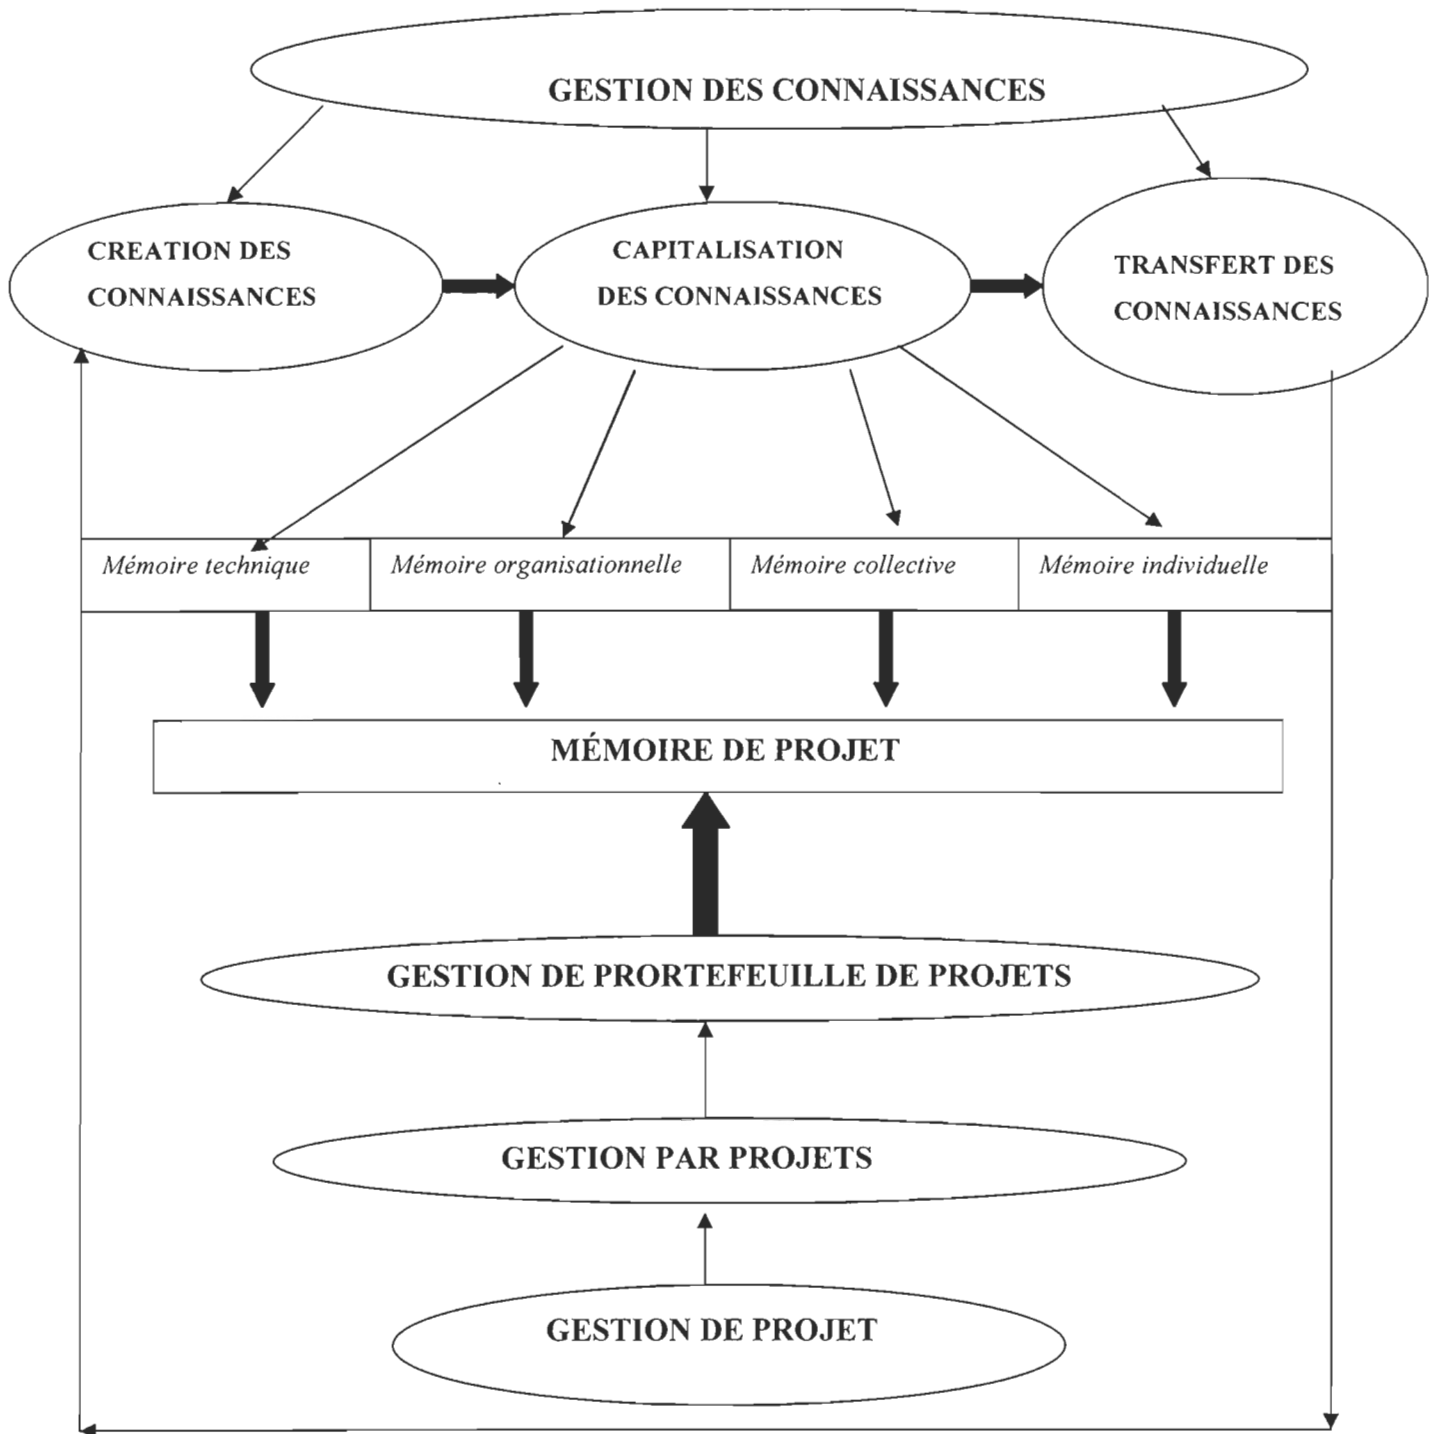 GESTION DES CONNAISSANCES
CREATION DES
CONNAISSANCES
CAPITALISATION
DES CONNAISSANCES
TRANSFERT DES
CONNAISSANCES
Mémoire technique
Mémoire organisationnelle
Mémoire collective
Mémoire individuelle
MÉMOIRE DE PROJET
GESTION DE PRORTEFEUILLE DE PROJETS
GESTION PAR PROJETS
GESTION DE PROJET